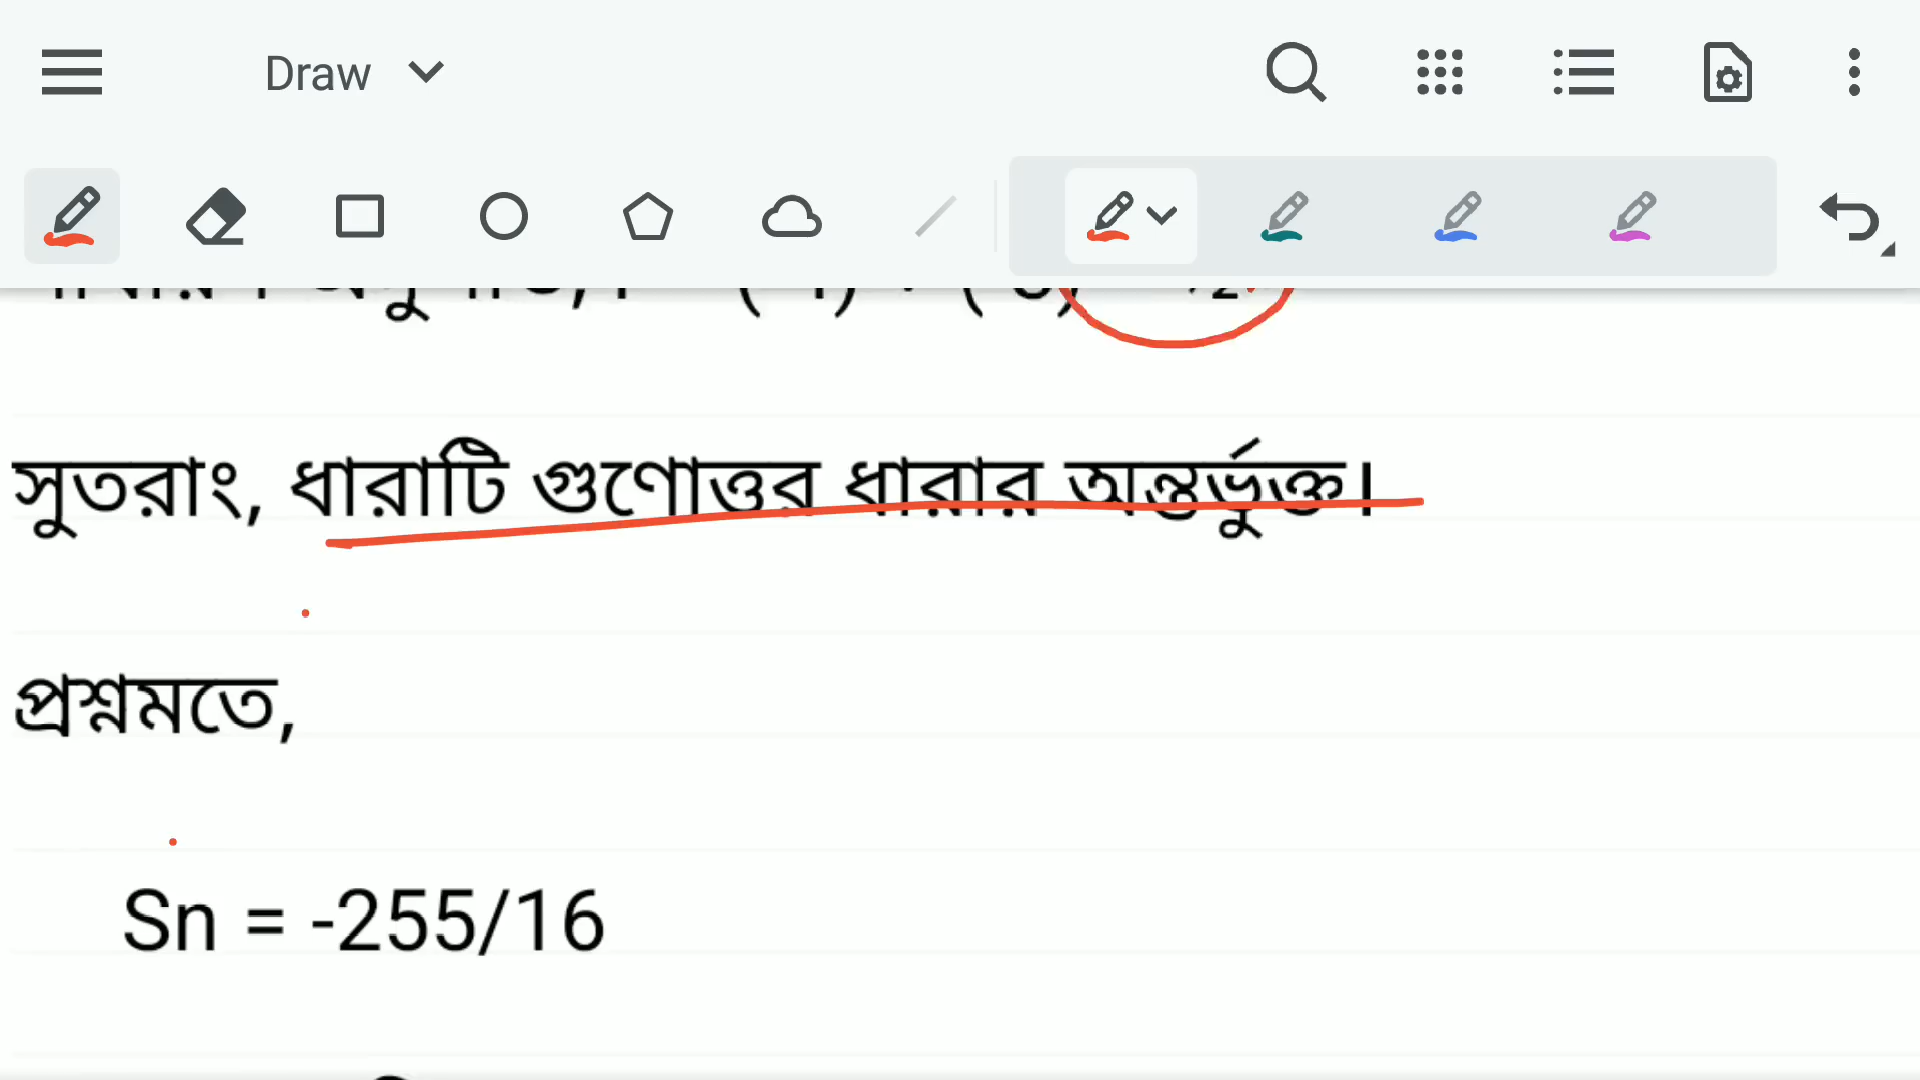 Draw
সুতরাং, ধারাটি গুণোত্তর ধারার অন্তর্ভুক্ত।
প্রশ্নমতে,
Sn = -255/16